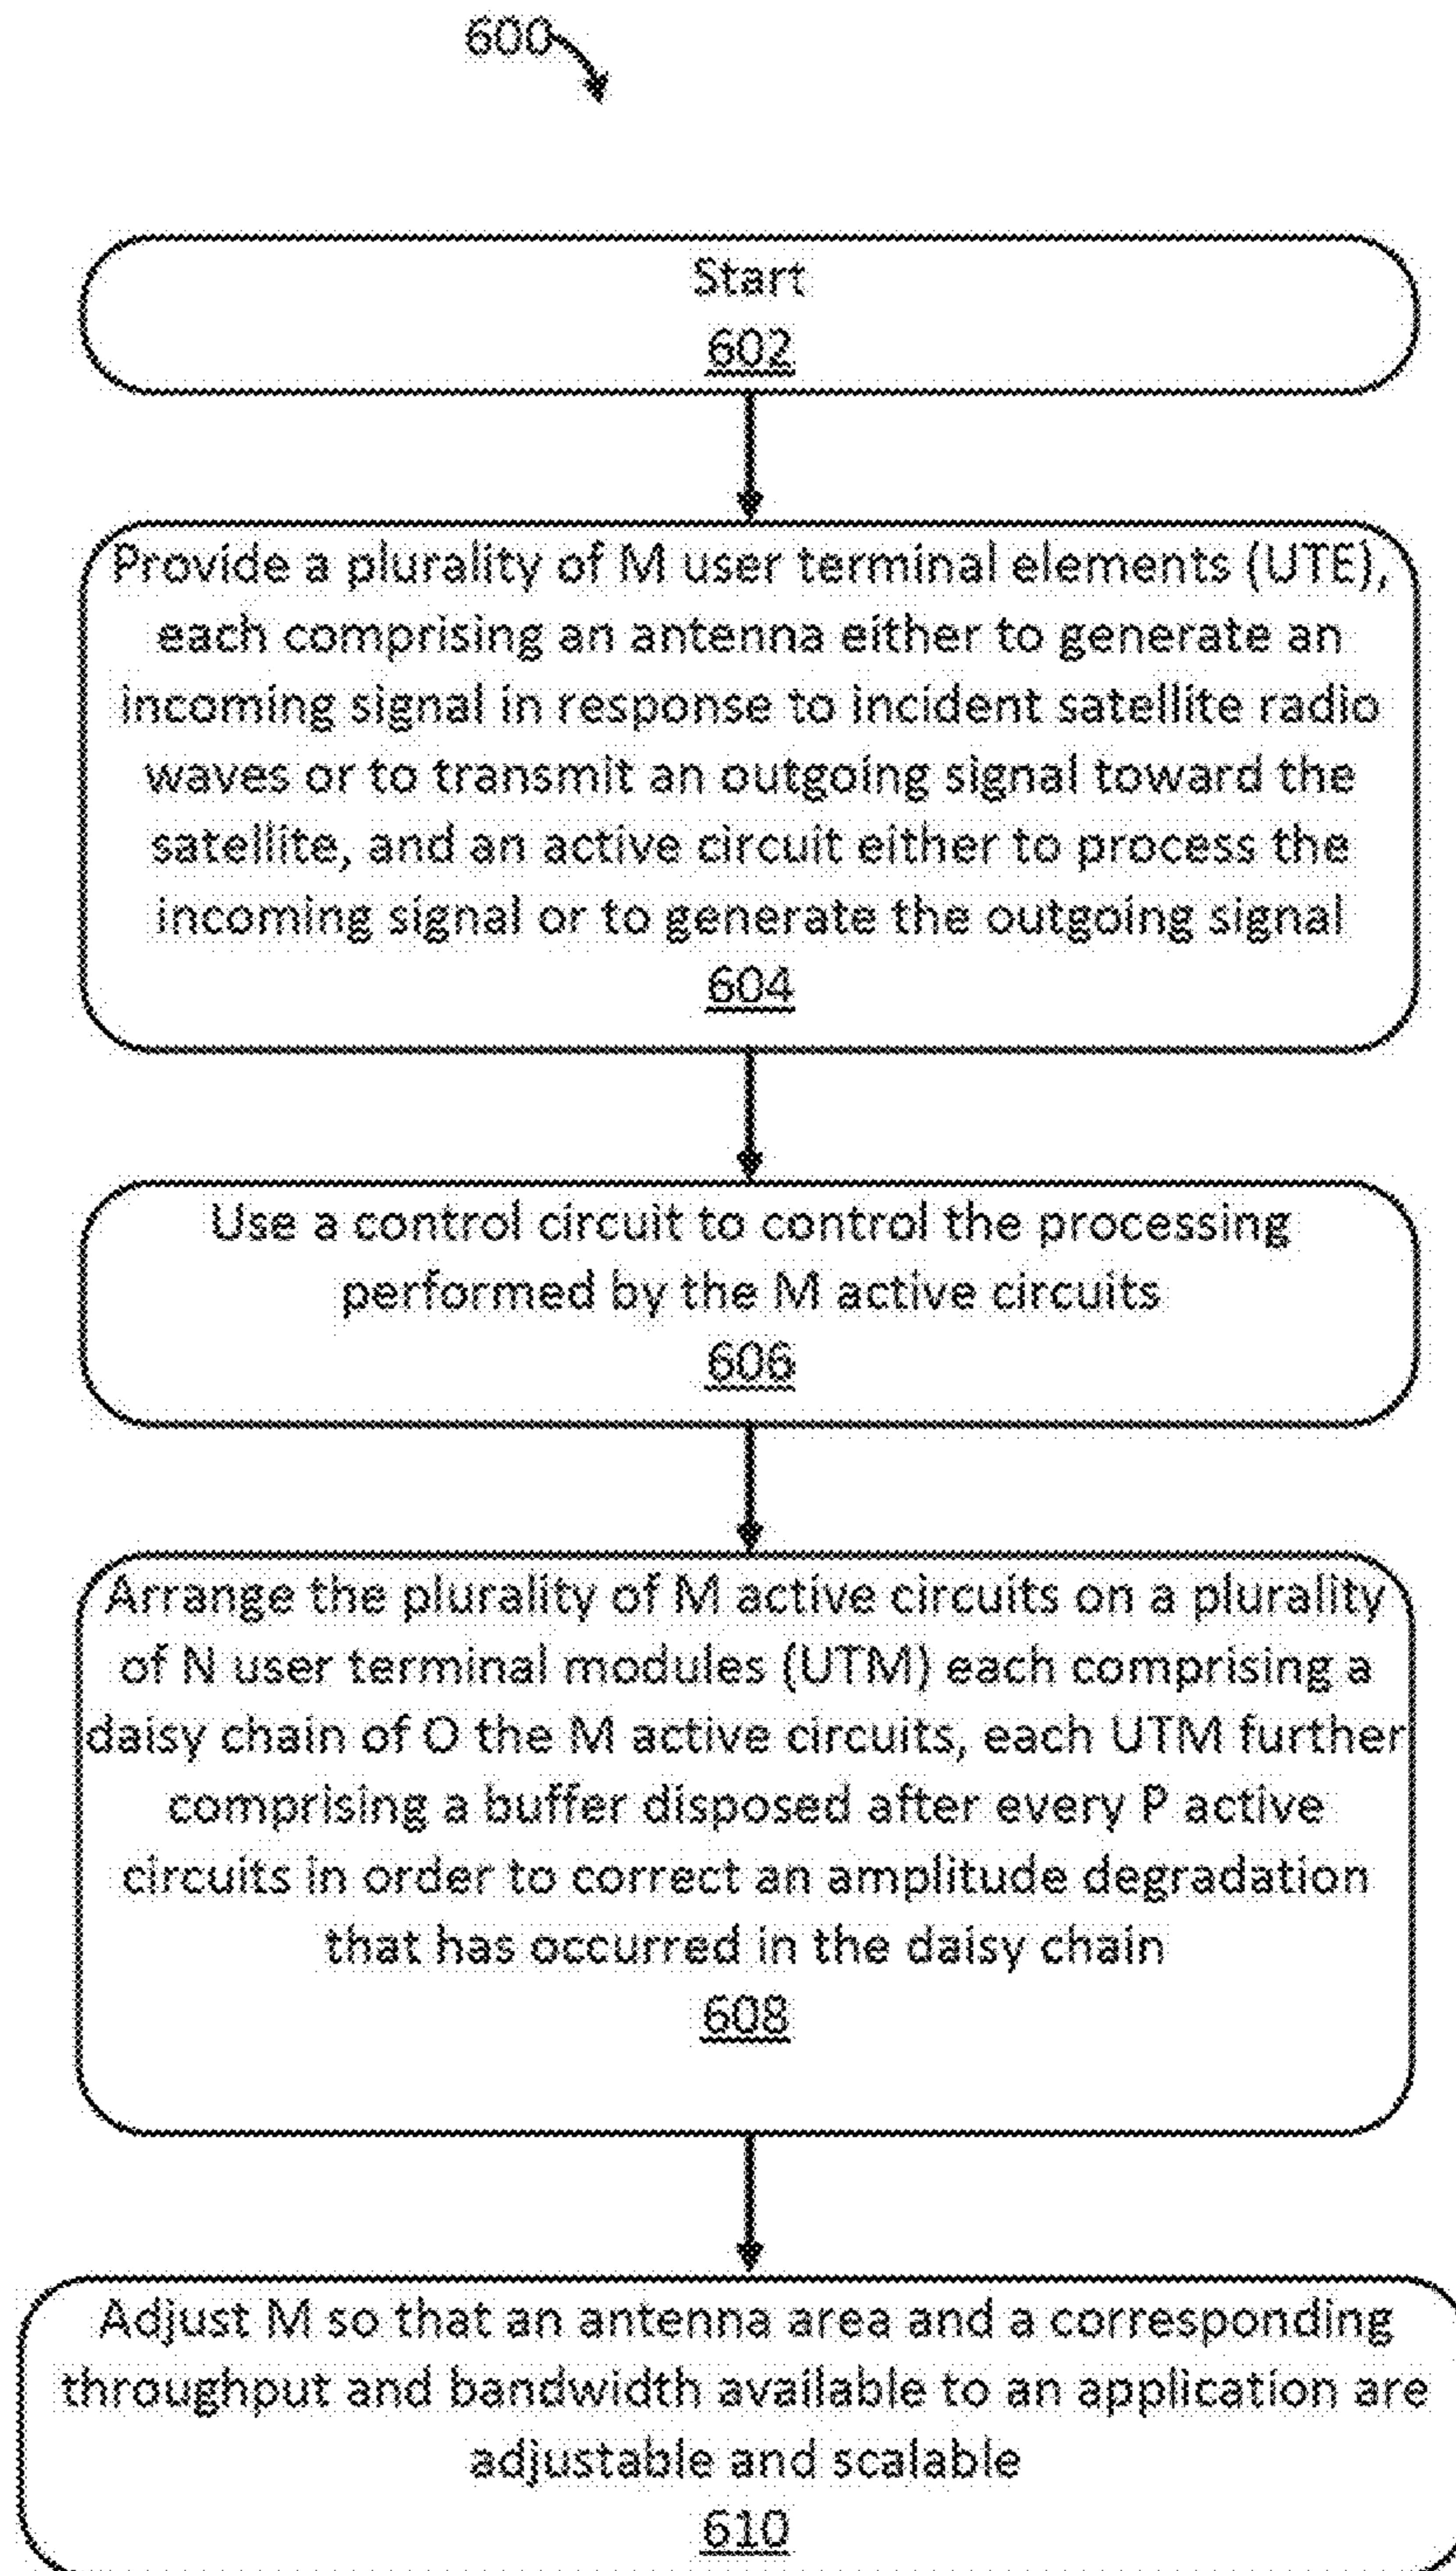 600
Start
602
Provide a plurality of M user terminal elements (UTE),
each comprising an antenna either to generate an
incoming signal in response to incident satellite radio
waves or to transmit an outgoing signal toward the
satellite, and an active circuit either to process the
incoming signal or to generate the outgoing signal
604
Use a control circuit to control the processing
performed by the M active circuits
606
Arrange the plurality of M active circuits on a plurality
of N user terminal modules (UTM) each comprising a
daisy chain of O the M active circuits, each UTM further
comprising a buffer disposed after every P active
circuits in order to correct an amplitude degradation
that has occurred in the daisy chain
608
Adjust M so that an antenna area and a corresponding
throughput and bandwidth available to an application are
adjustable and scalable
610